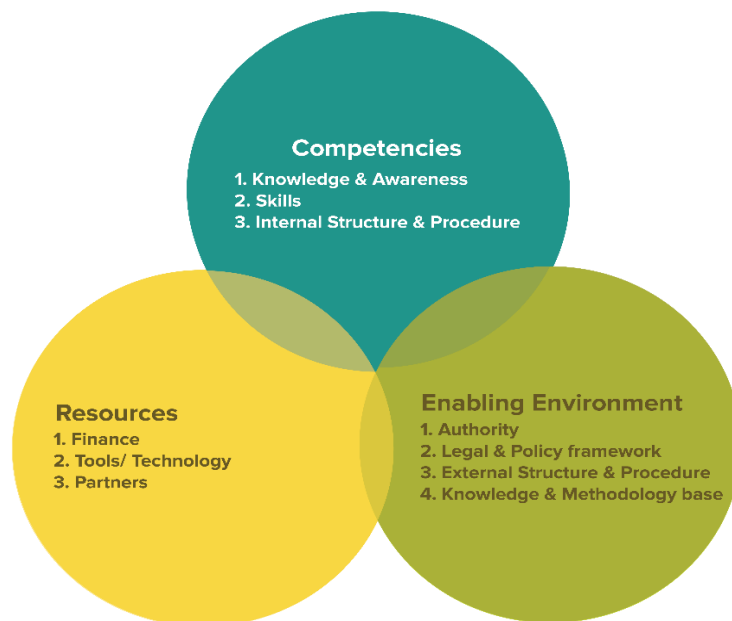 Competencies
1. Knowledge & Awareness
2. Skills
3. Internal Structure & Procedure
Resources
1. Finance
2. Tools/ Technology
3. Partners
Enabling Environment
1. Authority
2. Legal & Policy framework
3. External Structure & Procedure
4. Knowledge & Methodology base